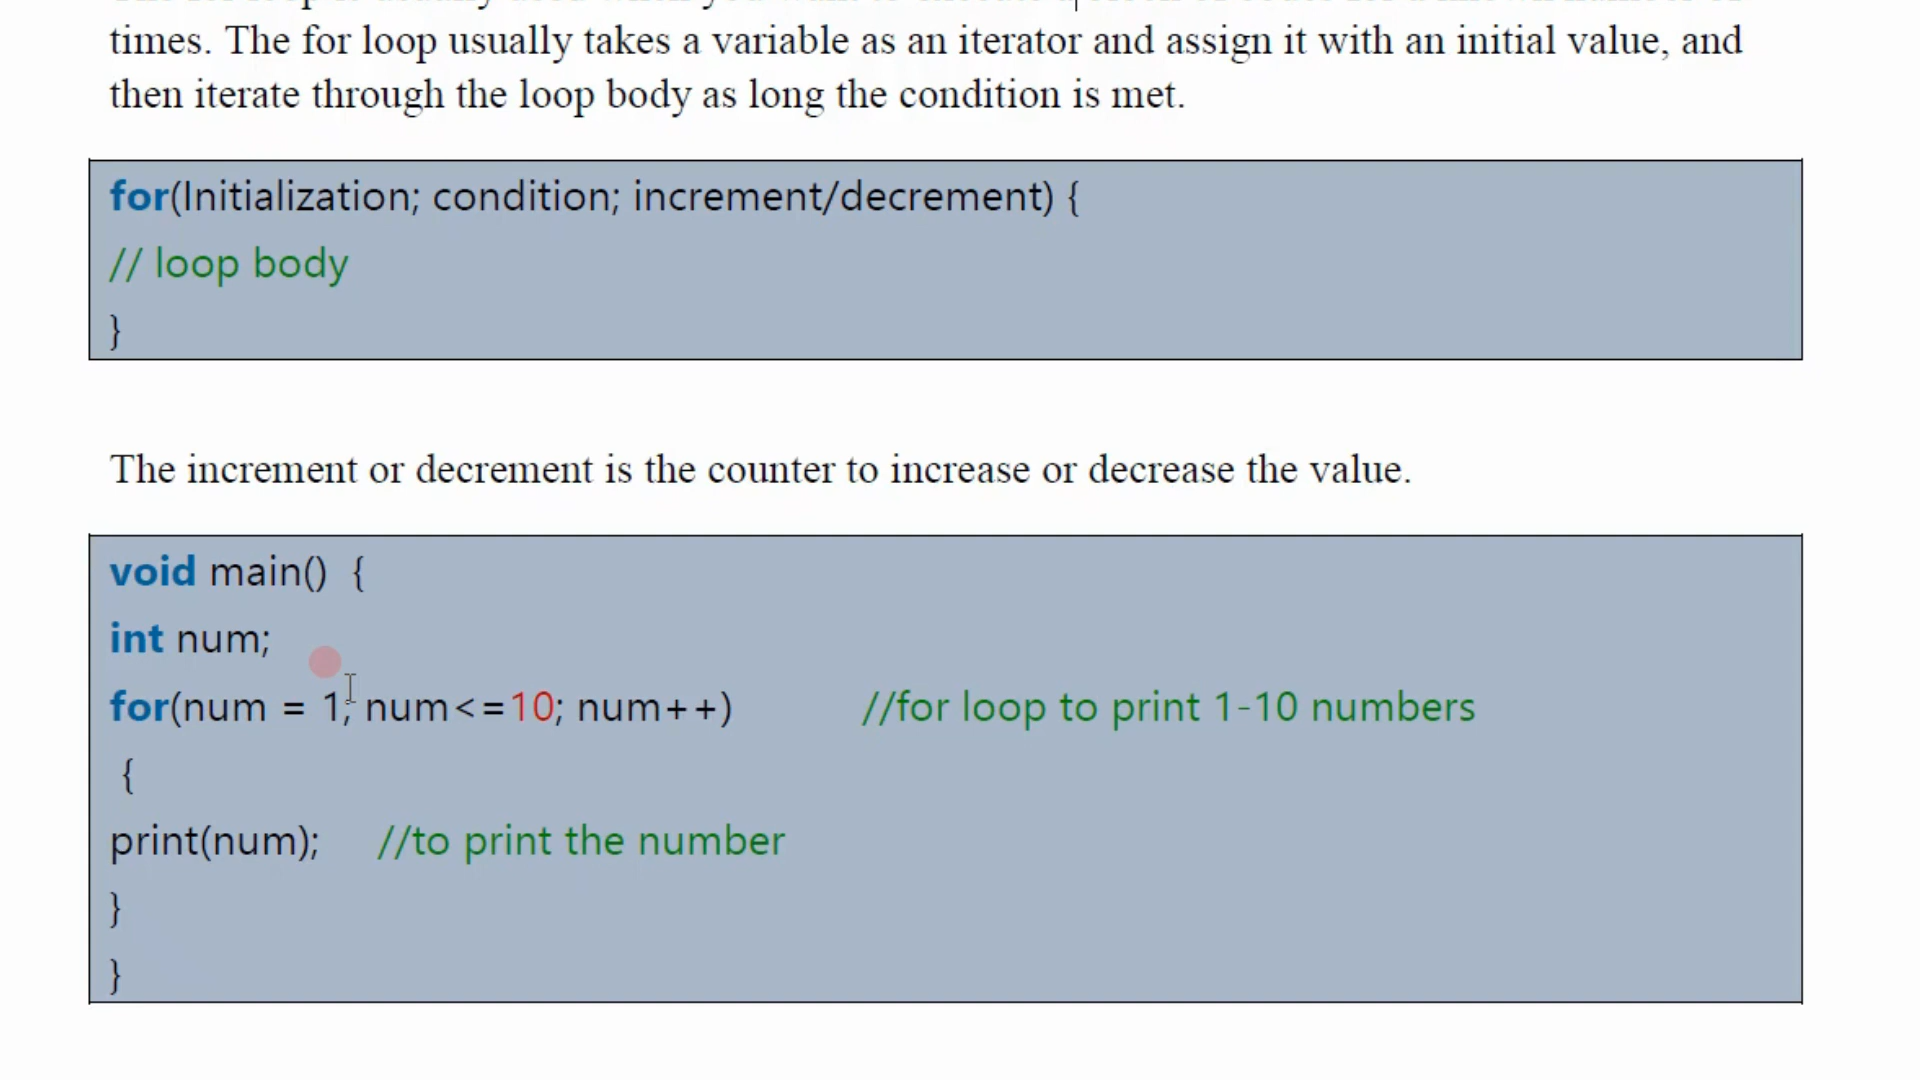 times. The for loop usually takes a variable as an iterator and assign it with an initial value, and
then iterate through the loop body as long the condition is met.
for(Initialization; condition; increment/decrement) {
// loop body
}
The increment or decrement is the counter to increase or decrease the value.
void main() {
int num;
for(num = 1; num<=10; num++) //for loop to print 1-10 numbers
{
print(num); //to print the number
}
}